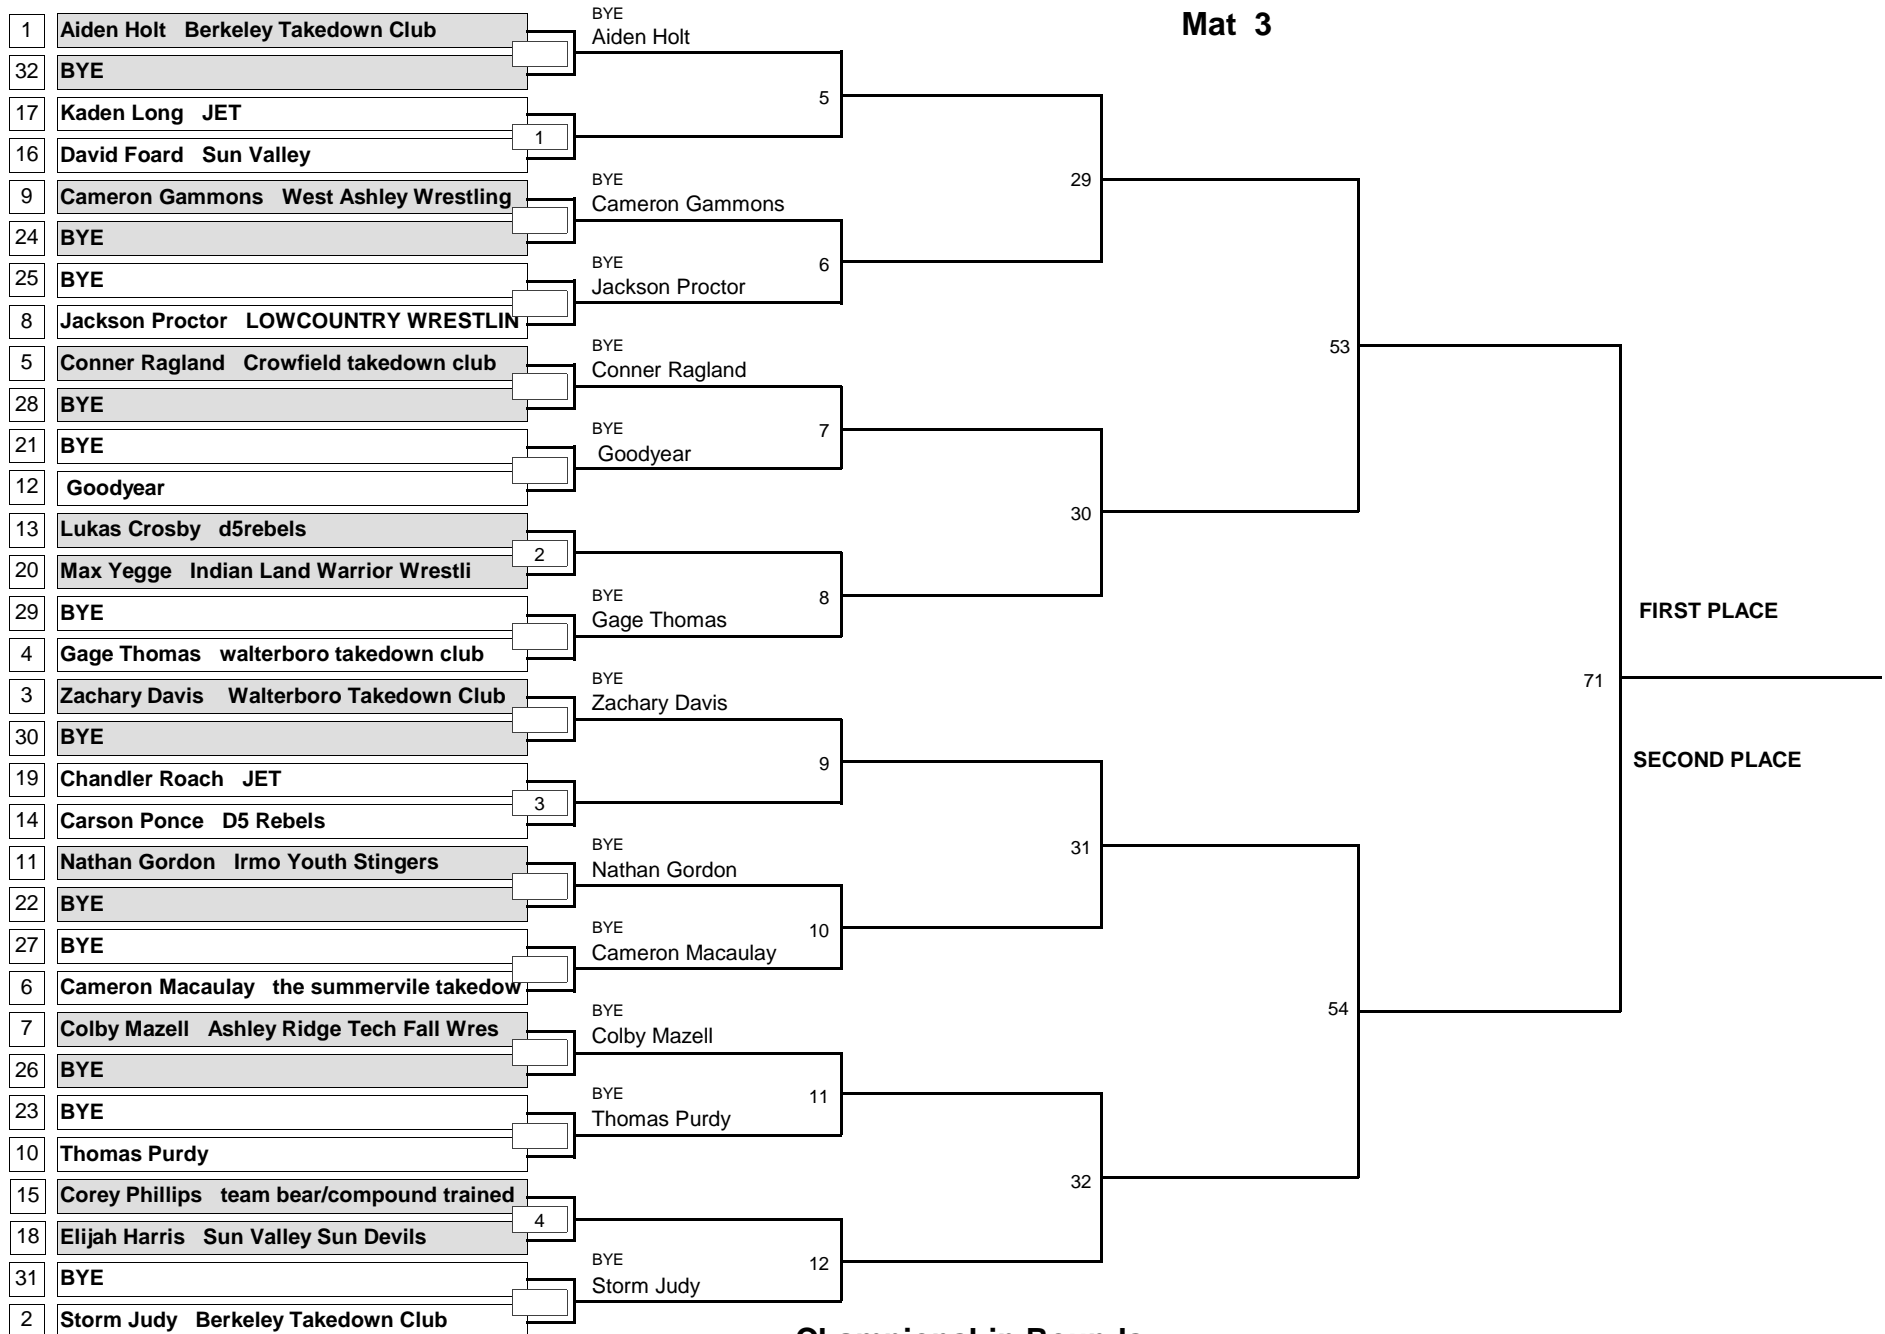 Mat 3
1 Aiden Holt Berkeley Takedown Club
32 BYE
17 Kaden Long JET
16 David Foard Sun Valley
9 Cameron Gammons West Ashley Wrestling
24 BYE
25 BYE
8 Jackson Proctor LOWCOUNTRY WRESTLIN
5 Conner Ragland Crowfield takedown club
28 BYE
21 BYE
12 Goodyear
13 Lukas Crosby d5rebels
20 Max Yegge Indian Land Warrior Wrestli
29 BYE
4 Gage Thomas walterboro takedown club
3 Zachary Davis Walterboro Takedown Club
30 BYE
19 Chandler Roach JET
14 Carson Ponce D5 Rebels
11 Nathan Gordon Irmo Youth Stingers
22 BYE
27 BYE
6 Cameron Macaulay the summervile takedow
7 Colby Mazell Ashley Ridge Tech Fall Wres
26 BYE
23 BYE
10 Thomas Purdy
15 Corey Phillips team bear/compound trained
18 Elijah Harris Sun Valley Sun Devils
31 BYE
2 Storm Judy Berkeley Takedown Club
1
2
3
4
BYE
Aiden Holt
BYE
Cameron Gammons
BYE
Jackson Proctor
BYE
Conner Ragland
BYE
Goodyear
BYE
Gage Thomas
BYE
Zachary Davis
BYE
Nathan Gordon
BYE
Cameron Macaulay
BYE
Colby Mazell
BYE
Thomas Purdy
BYE
Storm Judy
5
6
7
8
9
10
11
12
29
30
31
32
53
54
71
FIRST PLACE
SECOND PLACE